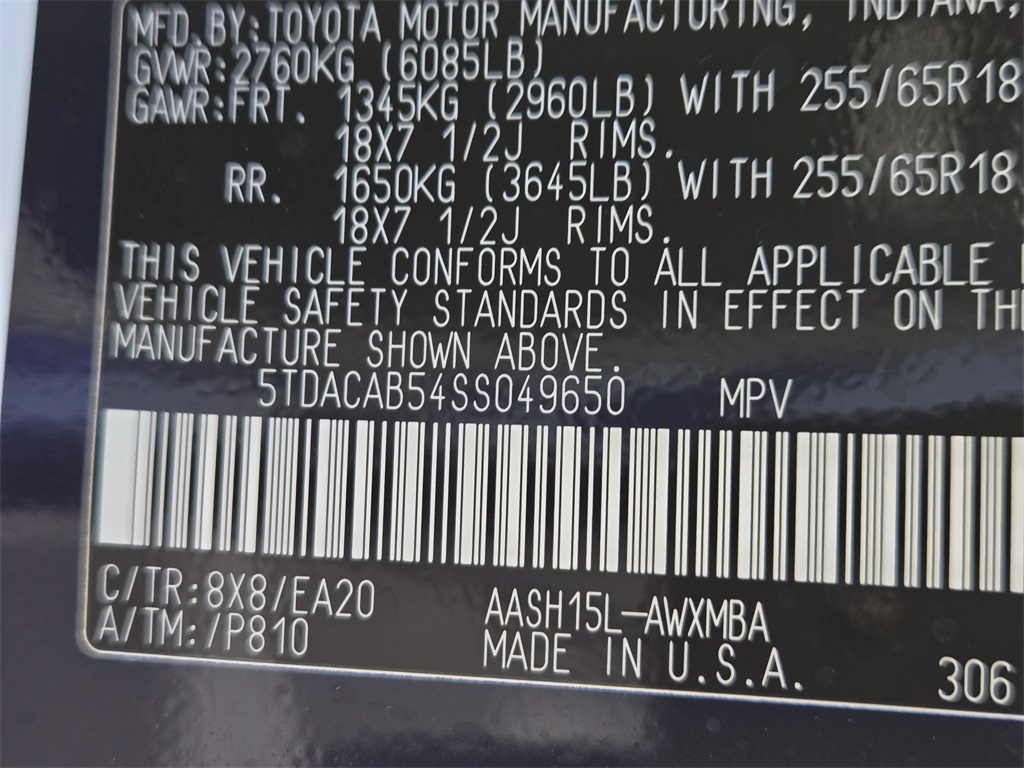 MFD.BY:TOYOTA MOTOR MANUFACTURING, INDIANA,
GVWR:2760KG (6085LB)
GAWR:FRT. 1345KG (2960LB) WITH 255/65R18
18X7 1/2J RIMS.
RR. 1650KG (3645LB) WITH 255/65R18
18X7 1/2J RIMS.
THIS VEHICLE CONFORMS TO ALL APPLICABLE
VEHICLE SAFETY STANDARDS IN EFFECT ON
MANUFACTURE SHOWN ABOVE.
5TDACAB54SS049650 MPV
C/TR:8X8/EA20 AASH15L-AWXMBA
A/TM:/P810 MADE IN U.S.A.
306